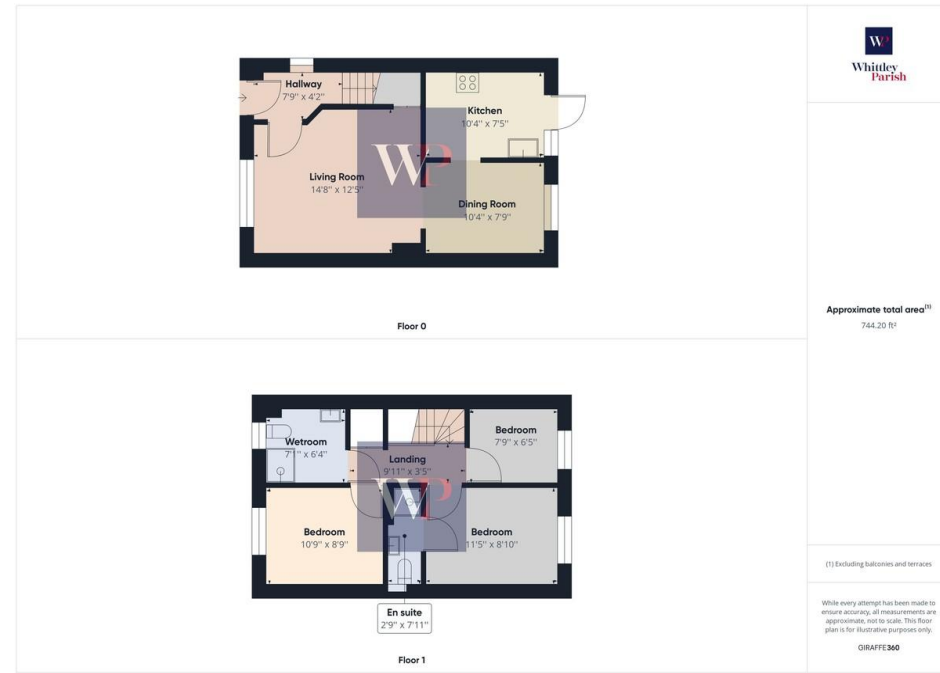 Hallway
7'9" x 4'2"
Kitchen
10'4" x 7'5"
WP
Living Room
14'8" x 12'5"
Dining Room
10'4" x 7'9"
Floor 0
Wetroom
7'1" x 6'4"
Landing
9'11" x 3'5"
Bedroom
7'9" x 6'5"
WP
Bedroom
10'9" x 8'9"
Bedroom
11'5" x 8'10"
En suite
2'9" x 7'11"
Floor 1
WP
Whittley
Parish
Approximate total area(1)
744.20 ft²
(1) Excluding balconies and terraces
While every attempt has been made to
ensure accuracy, all measurements are
approximate, not to scale. This floor
plan is for illustrative purposes only.
GIRAFFE360